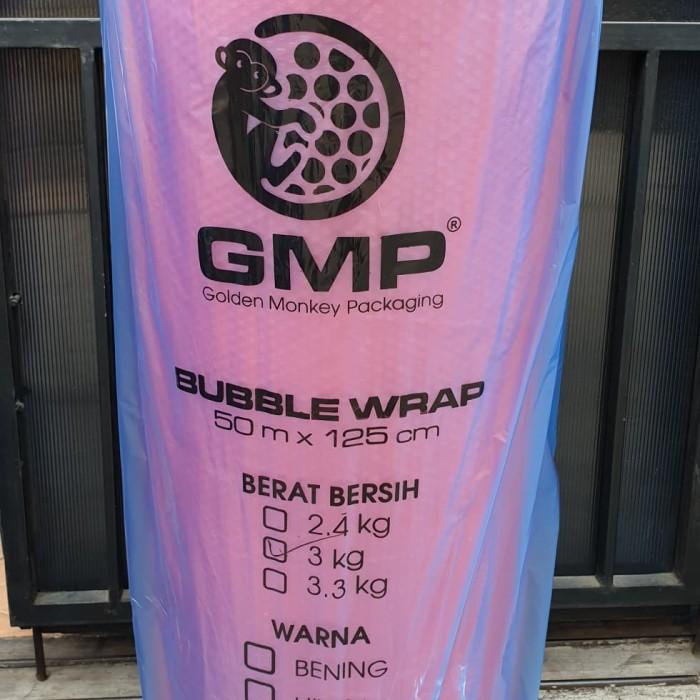 GMP®
Golden Monkey Packaging
BUBBLE WRAP
50 m x 125 cm
BERAT BERSIH
2.4 kg
3 kg
3.3 kg
WARNA
BENING